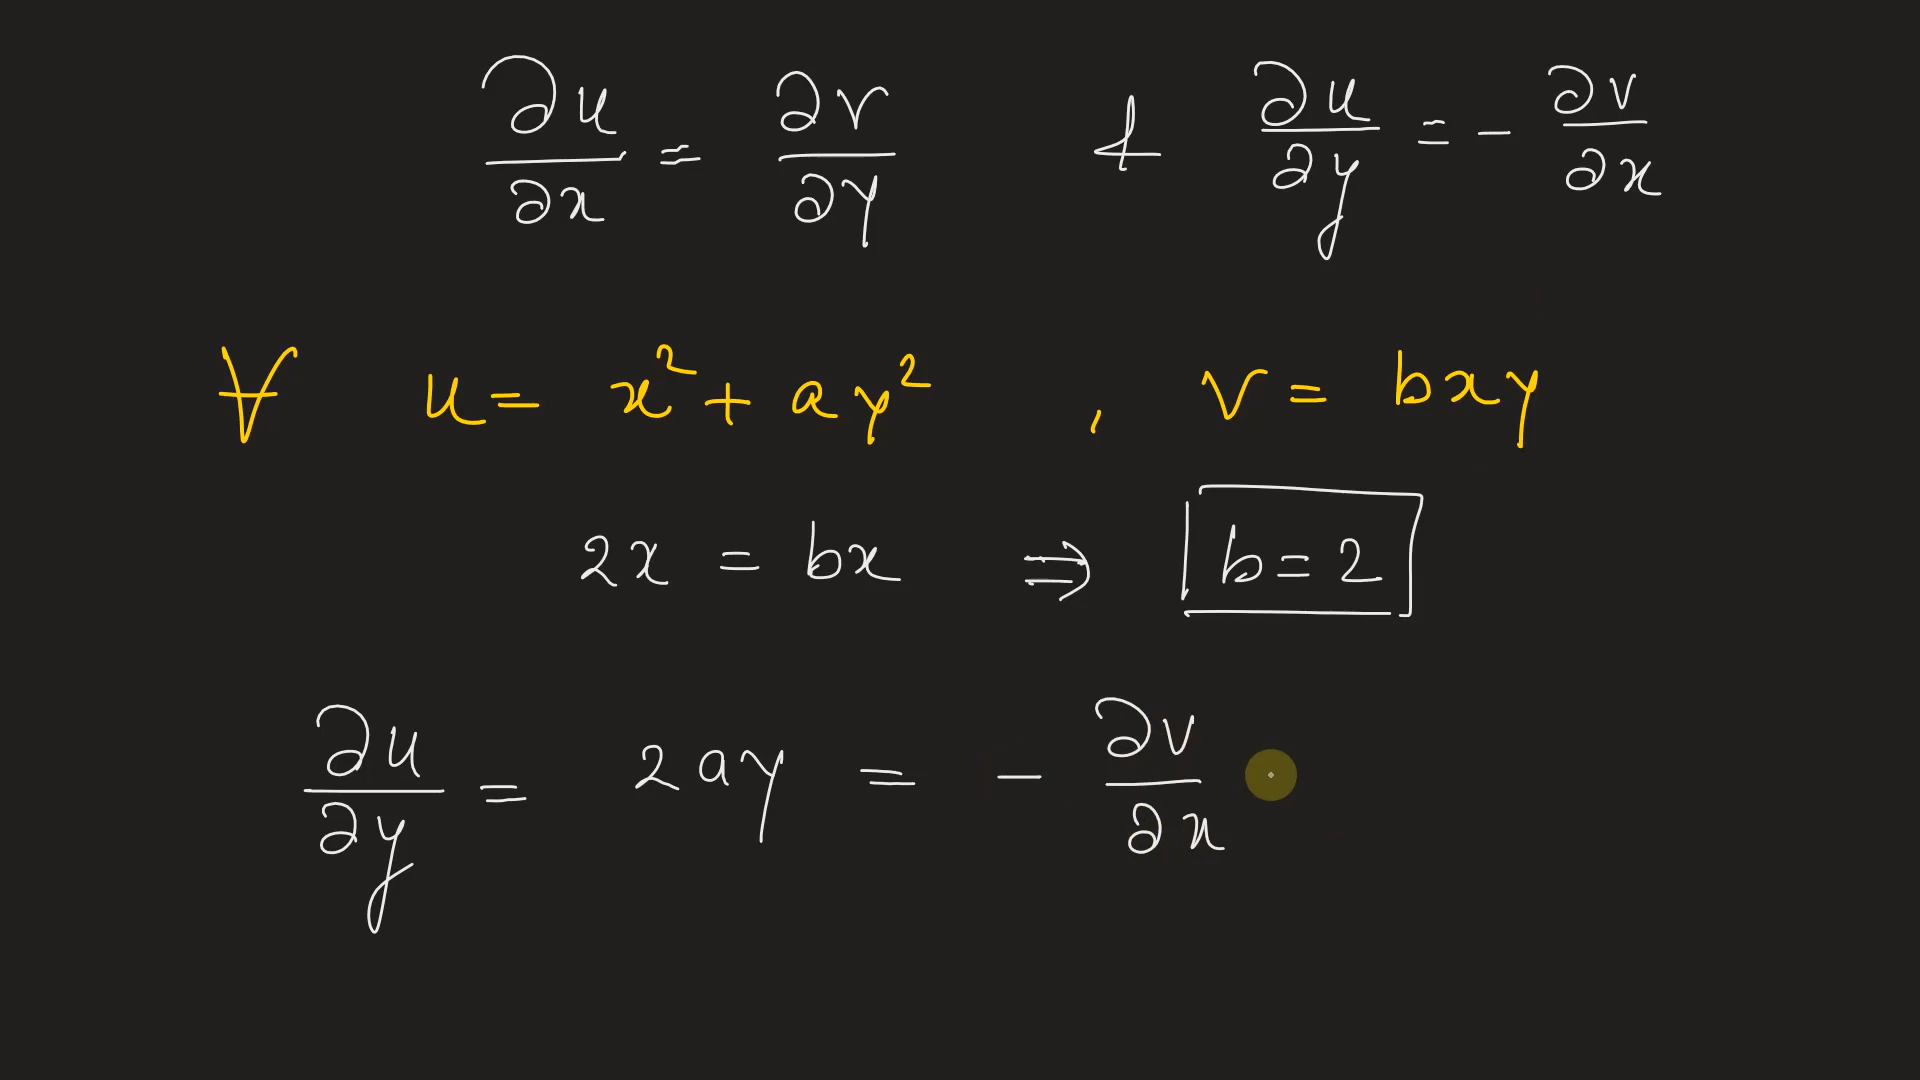 ∂u/∂x = ∂v/∂y & ∂u/∂y = - ∂v/∂x
∀ u = x² + ay² , v = bxy
2x = bx ⇒ b = 2
∂u/∂y = 2ay = - ∂v/∂x